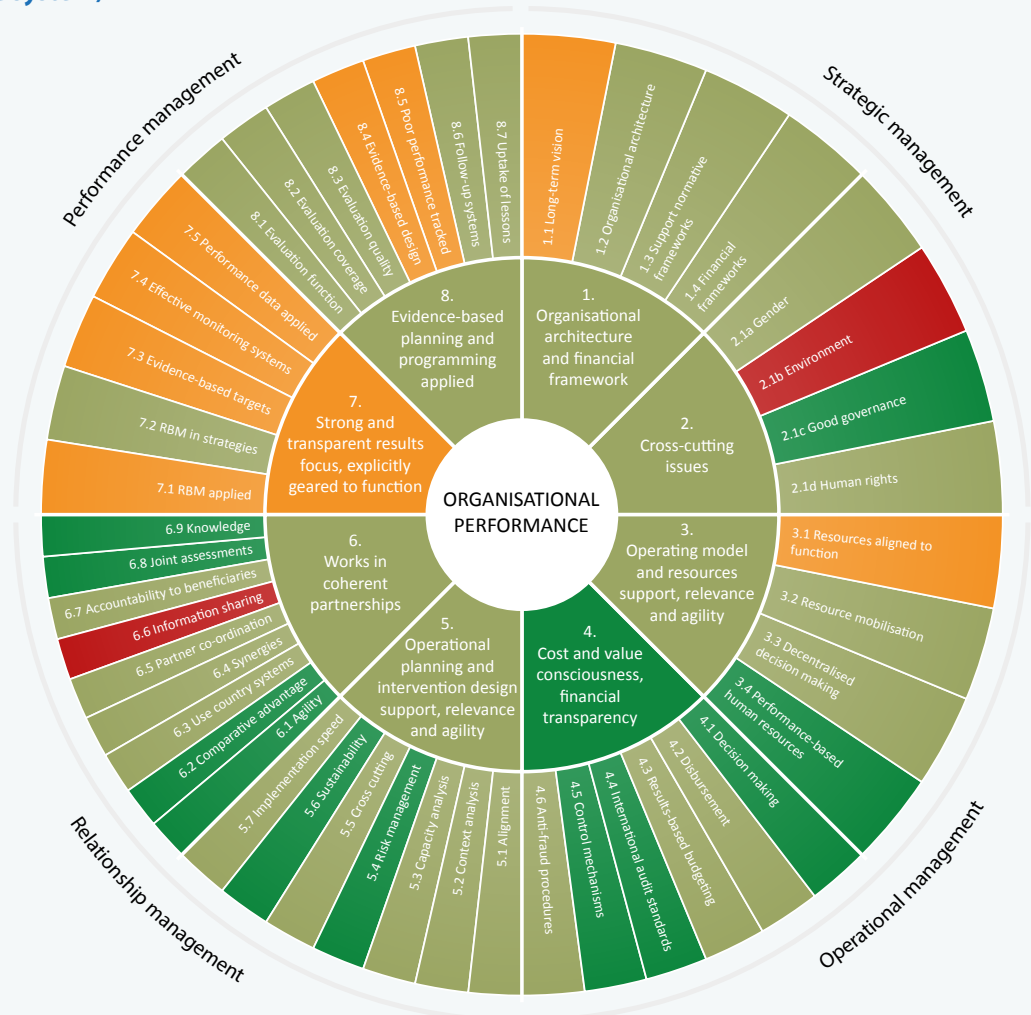 Performance management
Strategic management
Operational management
Relationship management
ORGANISATIONAL
PERFORMANCE
1.
Organisational
architecture
and financial
framework
1.1 Long-term vision
1.2 Organisational architecture
1.3 Support normative
frameworks
1.4 Financial
frameworks
2.
Cross-cutting
issues
2.1a Gender
2.1b Environment
2.1c Good governance
2.1d Human rights
3.
Operating model
and resources
support, relevance
and agility
3.1 Resources aligned to
function
3.2 Resource mobilisation
3.3 Decentralised
decision making
3.4 Performance-based
human resources
4.
Cost and value
consciousness,
financial
transparency
4.1 Decision making
4.2 Disbursement
4.3 Results-based budgeting
4.4 International audit standards
4.5 Control mechanisms
4.6 Anti-fraud procedures
5.
Operational
planning and
intervention design
support, relevance
and agility
5.1 Alignment
5.2 Context analysis
5.3 Capacity analysis
5.4 Risk management
5.5 Cross cutting
5.6 Sustainability
5.7 Implementation speed
6.
Works in
coherent
partnerships
6.1 Agility
6.2 Comparative advantage
6.3 Use country systems
6.4 Synergies
6.5 Partner co-ordination
6.6 Information sharing
6.7 Accountability to beneficiaries
6.8 Joint assessments
6.9 Knowledge
7.
Strong and
transparent results
focus, explicitly
geared to function
7.1 RBM applied
7.2 RBM in strategies
7.3 Evidence-based targets
7.4 Effective monitoring systems
7.5 Performance data applied
8.
Evidence-based
planning and
programming
applied
8.1 Evaluation function
8.2 Evaluation coverage
8.3 Evaluation quality
8.4 Evidence-based design
8.5 Poor performance tracked
8.6 Follow-up systems
8.7 Uptake of lessons